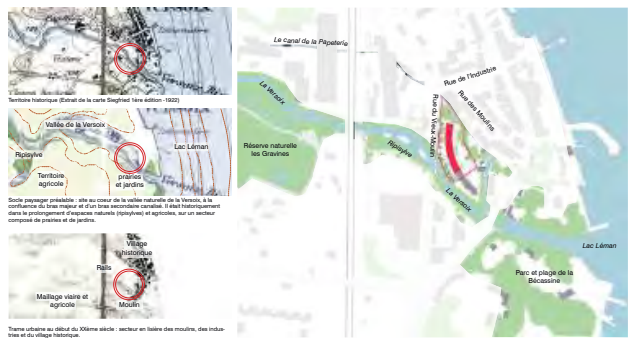 Territoire historique (Extrait de la carte Siegfried 1ère édition -1922)
Vallée de la Versoix
Lac Léman
Ripisylve
Territoire
agricole
prairies
et jardins
Socle paysager préalable : site au coeur de la vallée naturelle de la Versoix, à la
confluence du bras majeur et d'un bras secondaire canalisé. Il était historiquement
dans le prolongement d'espaces naturels (ripisylves) et agricoles, sur un secteur
composé de prairies et de jardins.
Village
historique
Rails
Maillage viaire et
agricole
Moulin
Trame urbaine au début du XXème siècle : secteur en lisière des moulins, des indus-
tries et du village historique.
Le canal de la Papeterie
Rue de l'Industre
Rue des Moulins
La Versoix
Rue du Vieux-Moulin
Réserve naturelle
les Gravines
Ripisylve
La Versoix
Lac Léman
Parc et plage de la
Bécassine